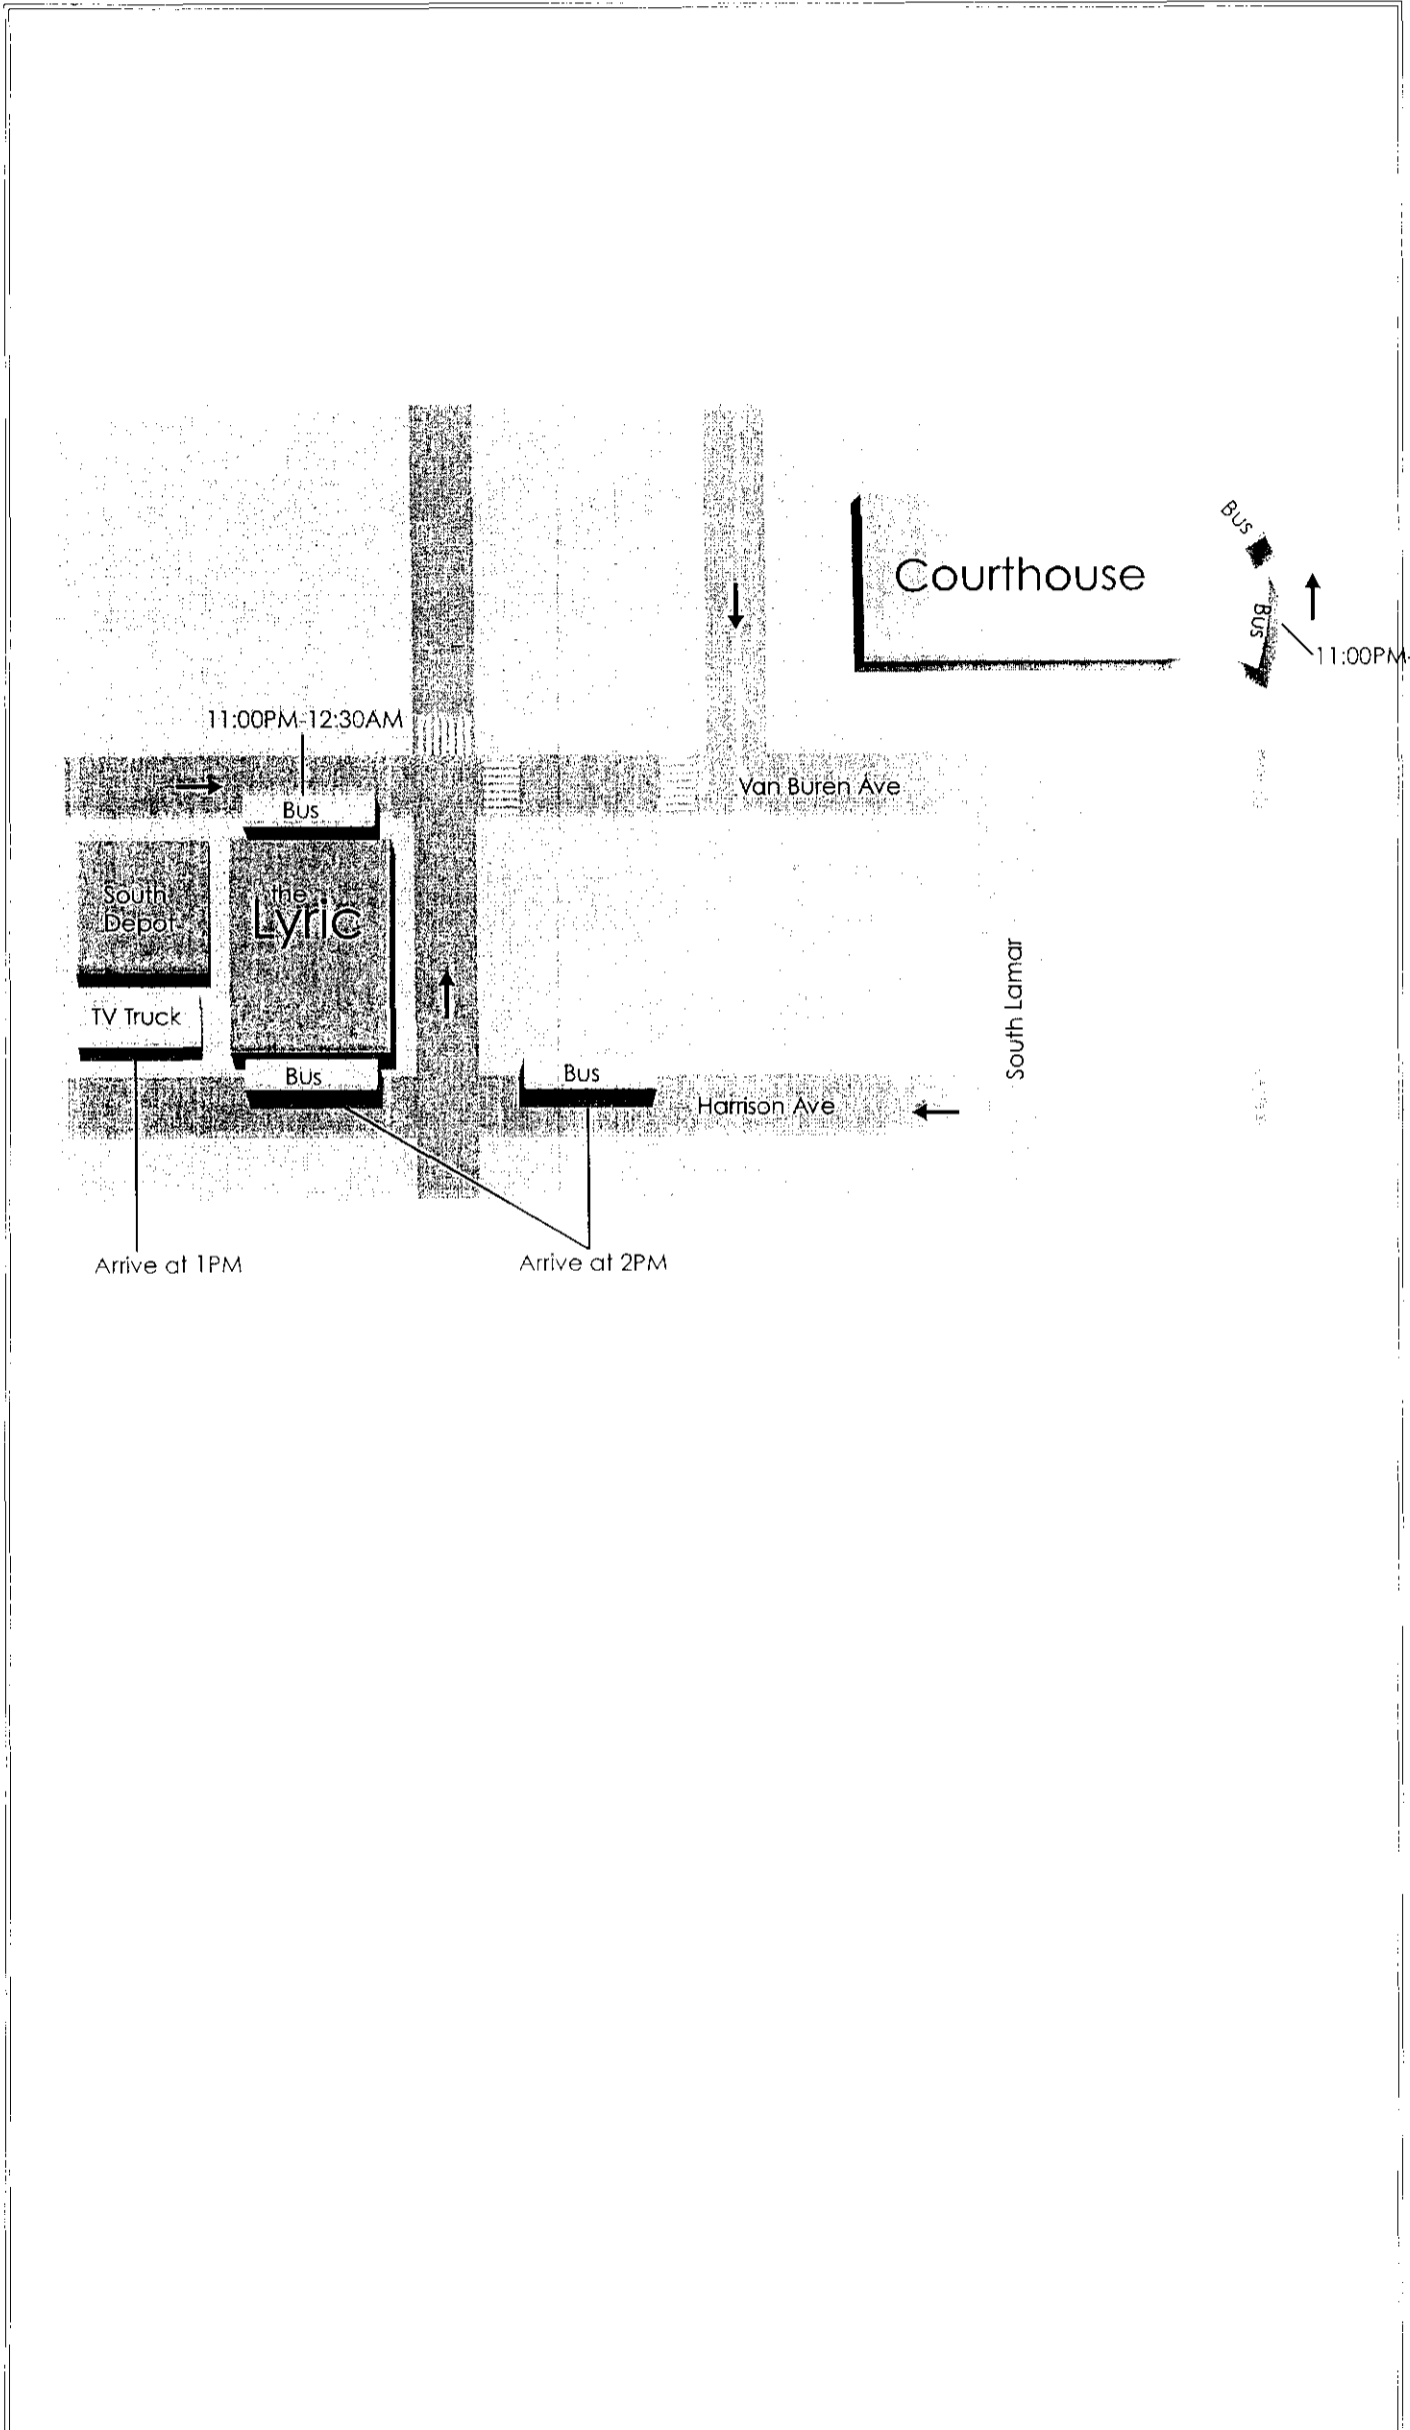 Bus
Courthouse
Bus
11:00PM-
11:00PM-12:30AM
Van Buren Ave
Bus
South
Depot
the
Lyric
South Lamar
TV Truck
Bus
Bus
Harrison Ave
Arrive at 1PM
Arrive at 2PM